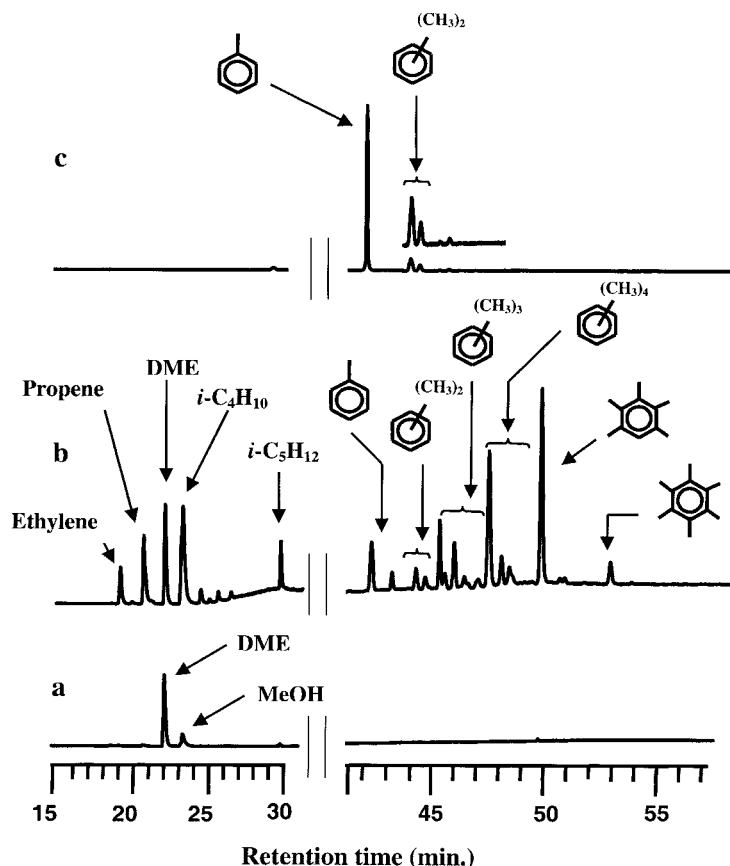 (CH₃)₂
c
(CH₃)₃
(CH₃)₄
DME
Propene
i-C₄H₁₀
(CH₃)₂
b
i-C₅H₁₂
Ethylene
DME
a
MeOH
15 20 25 30 45 50 55
Retention time (min.)